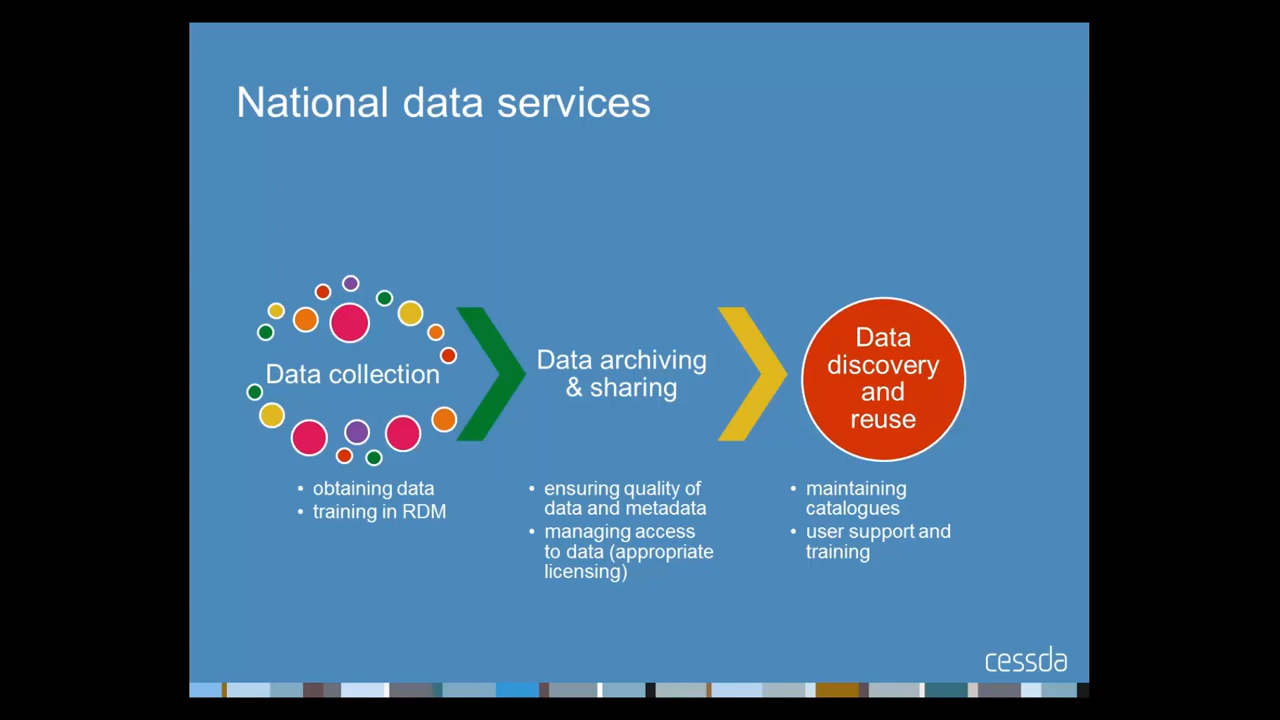 National data services
Data collection
• obtaining data
• training in RDM
Data archiving
& sharing
• ensuring quality of
data and metadata
• managing access
to data (appropriate
licensing)
Data
discovery
and
reuse
• maintaining
catalogues
• user support and
training
cessda